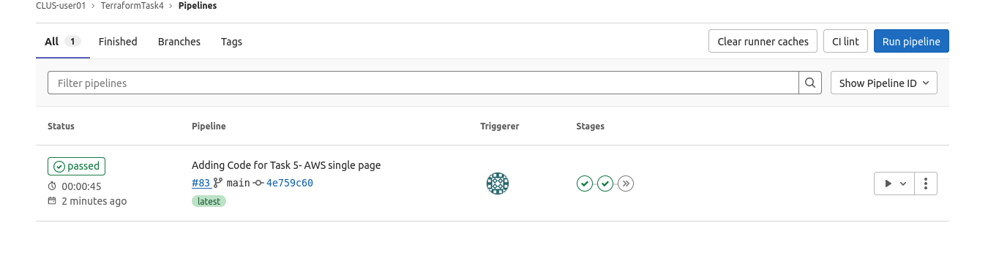 CLUS-user01 › TerraformTask4 › Pipelines
All 1 Finished Branches Tags Clear runner caches CI lint Run pipeline
Filter pipelines Show Pipeline ID
Status Pipeline Triggerer Stages
passed
00:00:45
2 minutes ago
Adding Code for Task 5- AWS single page
#83 main 4e759c60
latest